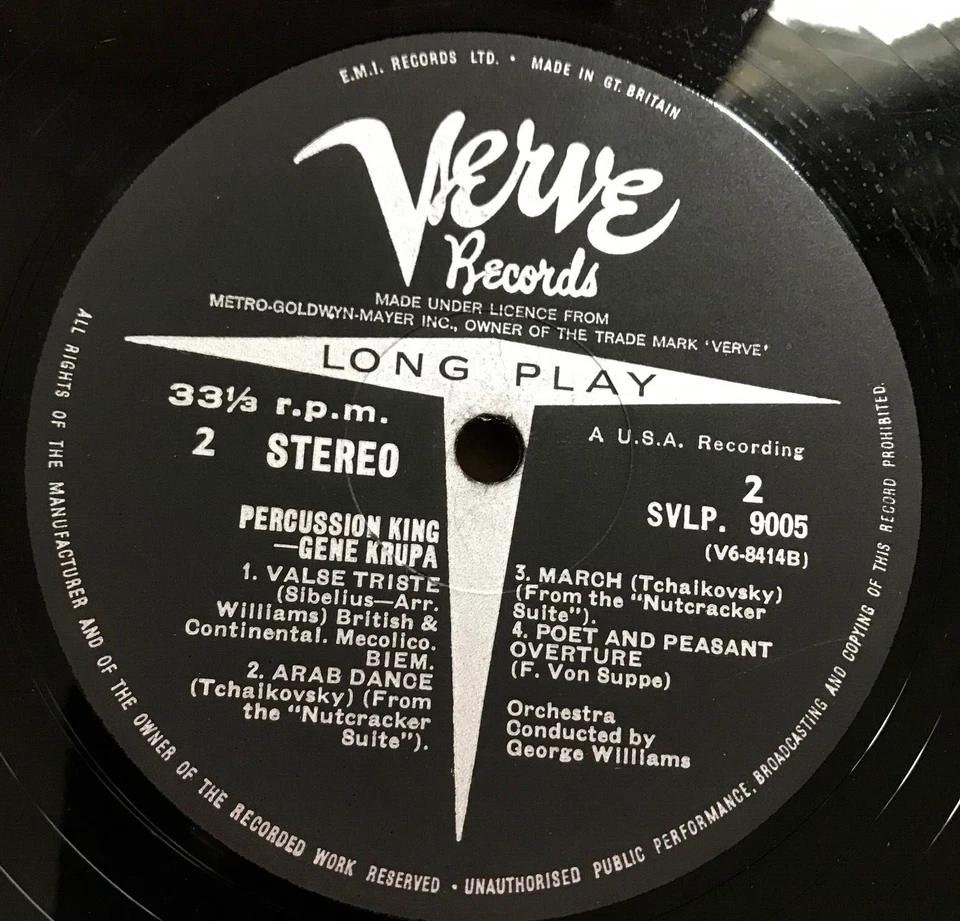 E.M.I. RECORDS LTD. • MADE IN GT. BRITAIN
Verve
Records
MADE UNDER LICENCE FROM
METRO-GOLDWYN-MAYER INC., OWNER OF THE TRADE MARK 'VERVE'
LONG PLAY
33⅓ r.p.m.
2 STEREO
A U.S.A. Recording
2
SVLP. 9005
(V6-8414B)
PERCUSSION KING
—GENE KRUPA
1. VALSE TRISTE
(Sibelius—Arr.
Williams) British &
Continental. Mecolico.
BIEM.
2. ARAB DANCE
(Tchaikovsky) (From
the "Nutcracker
Suite").
3. MARCH (Tchaikovsky)
(From the "Nutcracker
Suite").
4. POET AND PEASANT
OVERTURE
(F. Von Suppe)
Orchestra
Conducted by
George Williams
ALL RIGHTS OF THE MANUFACTURER AND OF THE OWNER OF THE RECORDED WORK RESERVED • UNAUTHORISED PUBLIC PERFORMANCE, BROADCASTING AND COPYING OF THIS RECORD PROHIBITED.